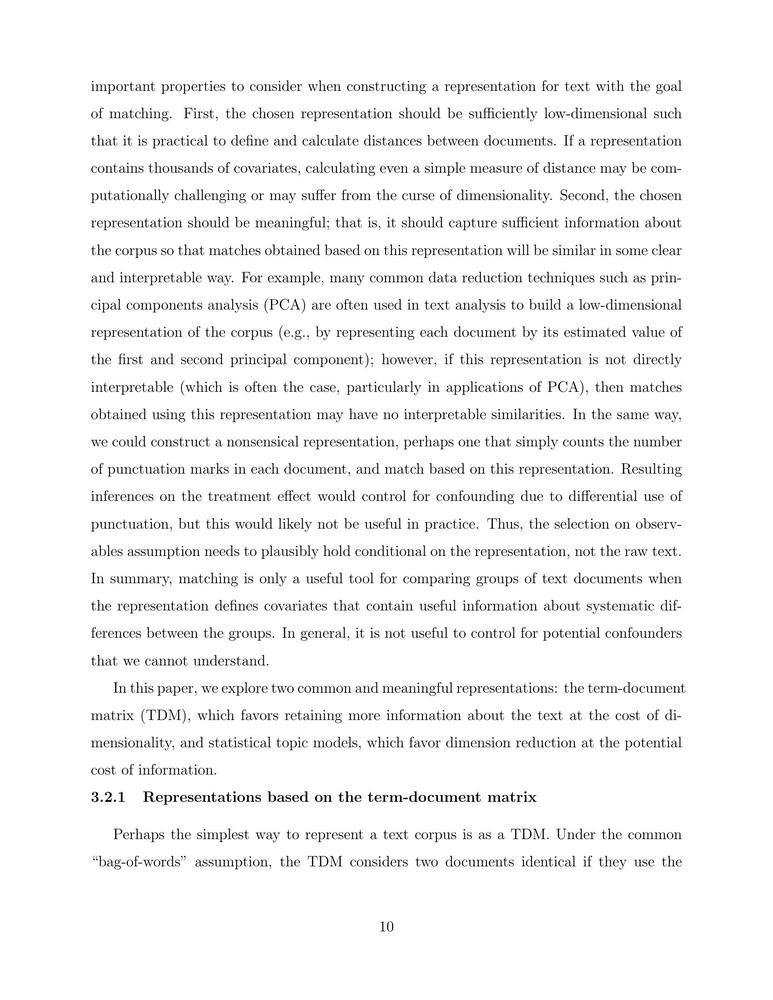 important properties to consider when constructing a representation for text with the goal
of matching. First, the chosen representation should be sufficiently low-dimensional such
that it is practical to define and calculate distances between documents. If a representation
contains thousands of covariates, calculating even a simple measure of distance may be com-
putationally challenging or may suffer from the curse of dimensionality. Second, the chosen
representation should be meaningful; that is, it should capture sufficient information about
the corpus so that matches obtained based on this representation will be similar in some clear
and interpretable way. For example, many common data reduction techniques such as prin-
cipal components analysis (PCA) are often used in text analysis to build a low-dimensional
representation of the corpus (e.g., by representing each document by its estimated value of
the first and second principal component); however, if this representation is not directly
interpretable (which is often the case, particularly in applications of PCA), then matches
obtained using this representation may have no interpretable similarities. In the same way,
we could construct a nonsensical representation, perhaps one that simply counts the number
of punctuation marks in each document, and match based on this representation. Resulting
inferences on the treatment effect would control for confounding due to differential use of
punctuation, but this would likely not be useful in practice. Thus, the selection on observ-
ables assumption needs to plausibly hold conditional on the representation, not the raw text.
In summary, matching is only a useful tool for comparing groups of text documents when
the representation defines covariates that contain useful information about systematic dif-
ferences between the groups. In general, it is not useful to control for potential confounders
that we cannot understand.
In this paper, we explore two common and meaningful representations: the term-document
matrix (TDM), which favors retaining more information about the text at the cost of di-
mensionality, and statistical topic models, which favor dimension reduction at the potential
cost of information.
3.2.1 Representations based on the term-document matrix
Perhaps the simplest way to represent a text corpus is as a TDM. Under the common
“bag-of-words” assumption, the TDM considers two documents identical if they use the
10